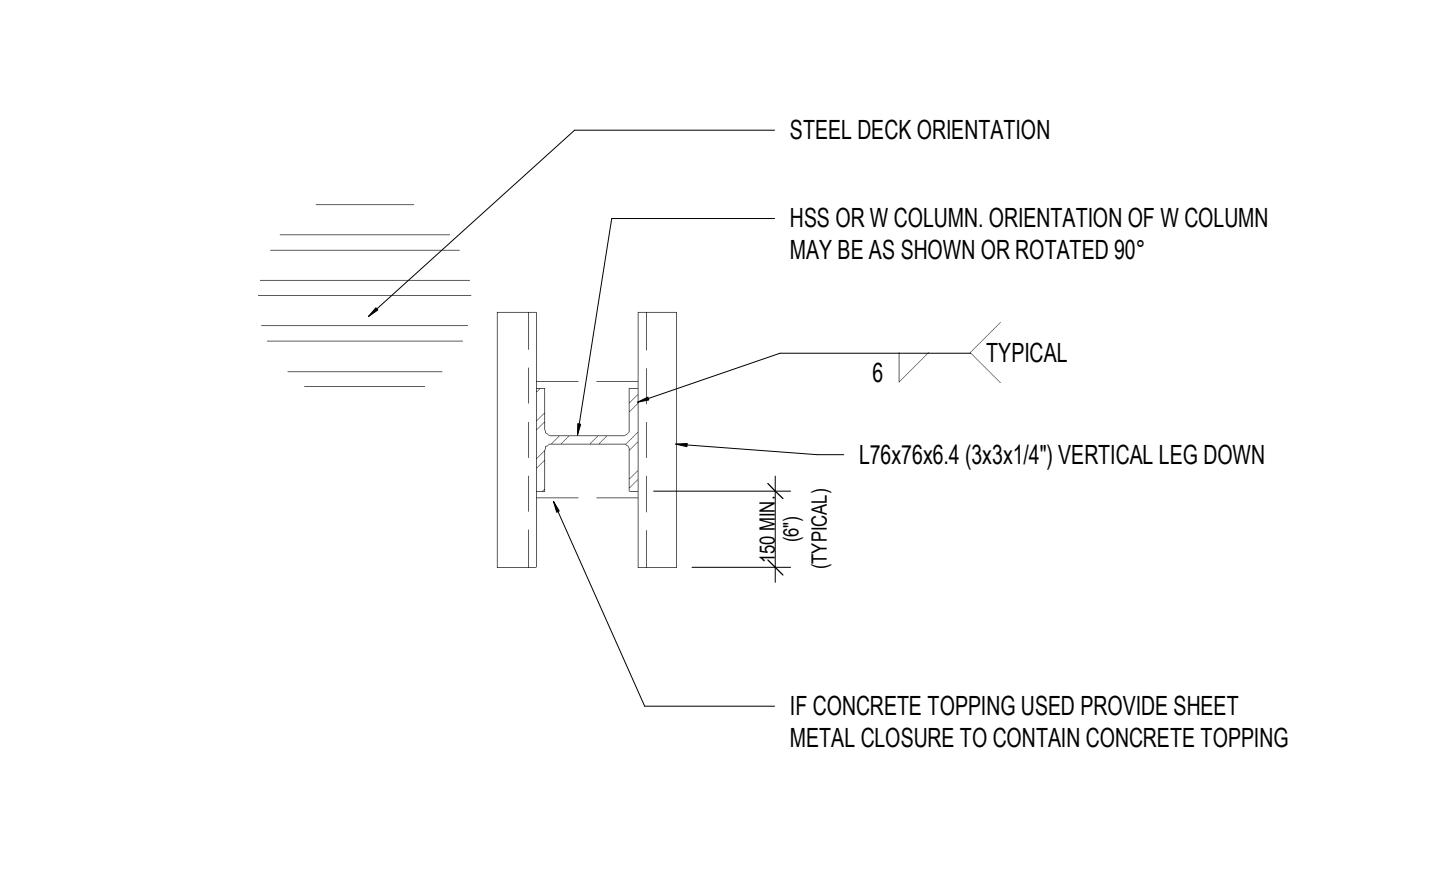 STEEL DECK ORIENTATION
HSS OR W COLUMN. ORIENTATION OF W COLUMN
MAY BE AS SHOWN OR ROTATED 90°
TYPICAL
6
L76x76x6.4 (3x3x1/4") VERTICAL LEG DOWN
150 MIN.
(6")
(TYPICAL)
IF CONCRETE TOPPING USED PROVIDE SHEET
METAL CLOSURE TO CONTAIN CONCRETE TOPPING